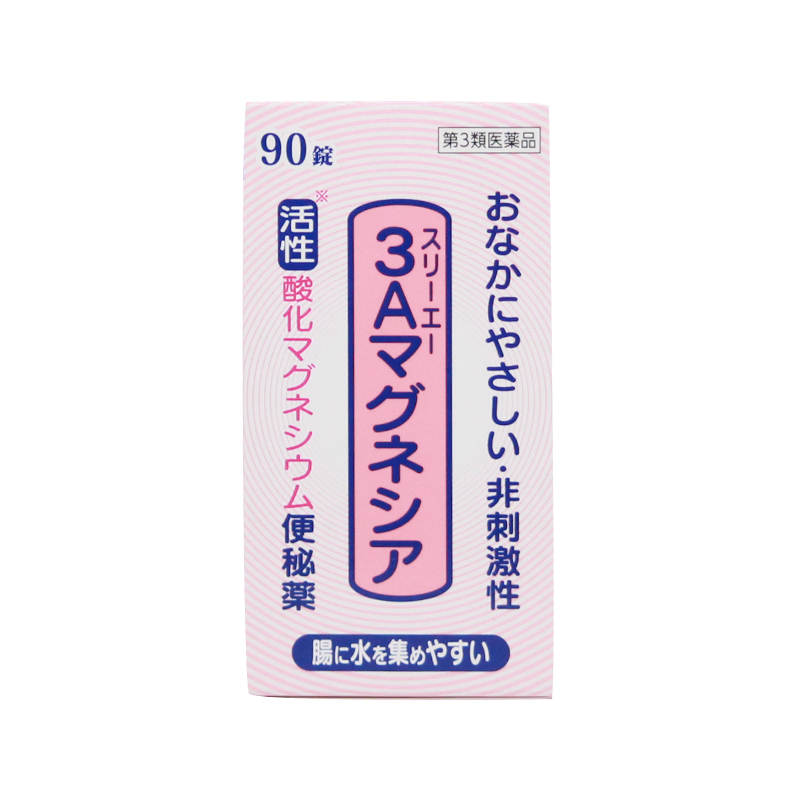 90錠
第3類医薬品
おなかにやさしい・非刺激性
スリーエー
3Aマグネシア
※
活性
酸化マグネシウム便秘薬
腸に水を集めやすい